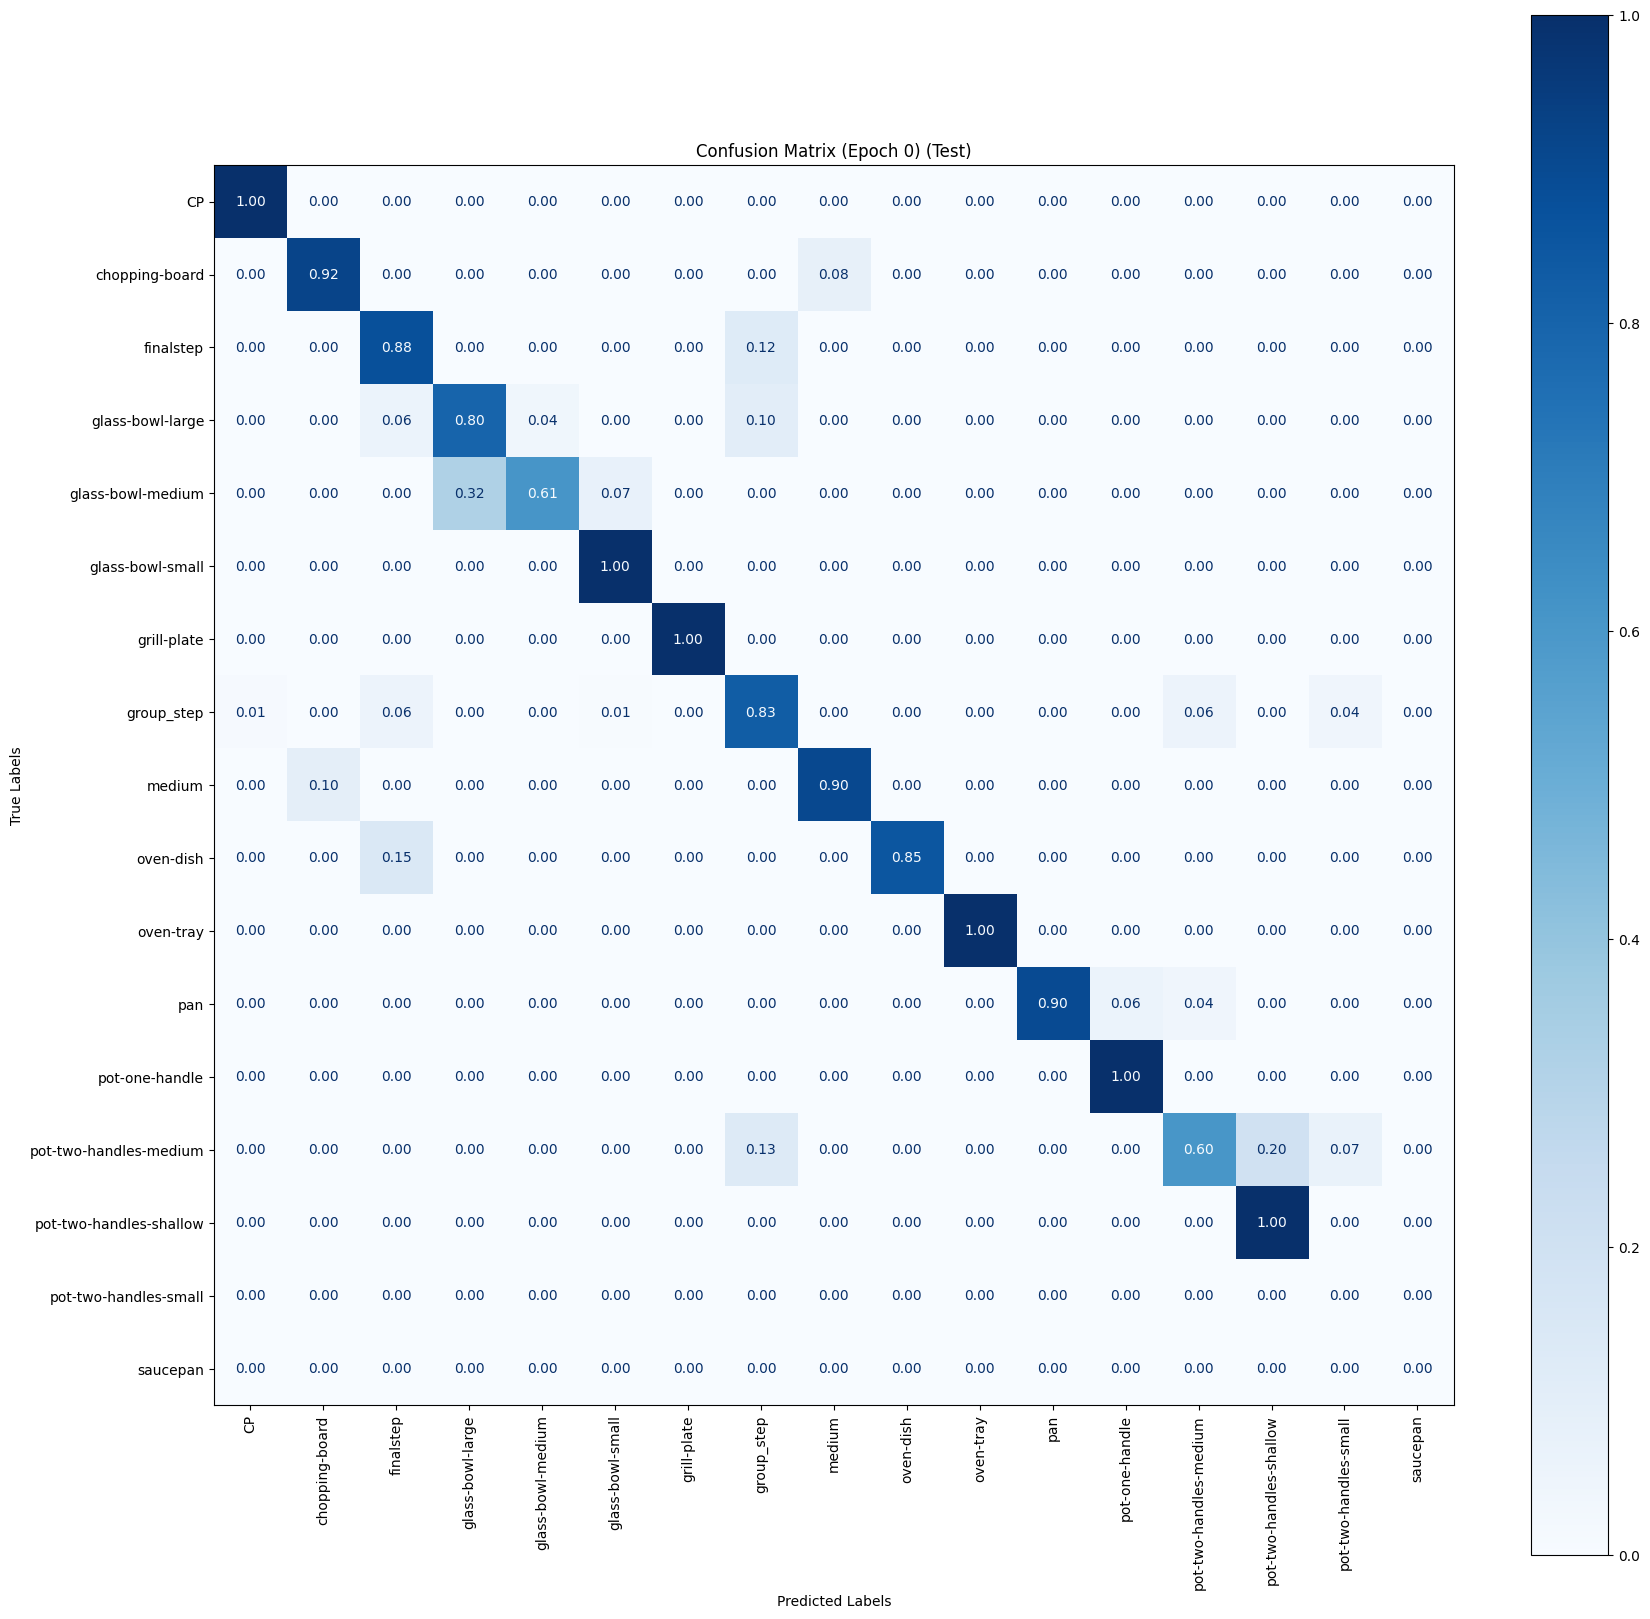 Confusion Matrix (Epoch 0) (Test)
CP 1.00 0.00 0.00 0.00 0.00 0.00 0.00 0.00 0.00 0.00 0.00 0.00 0.00 0.00 0.00 0.00 0.00
chopping-board 0.00 0.92 0.00 0.00 0.00 0.00 0.00 0.00 0.08 0.00 0.00 0.00 0.00 0.00 0.00 0.00 0.00
finalstep 0.00 0.00 0.88 0.00 0.00 0.00 0.00 0.12 0.00 0.00 0.00 0.00 0.00 0.00 0.00 0.00 0.00
glass-bowl-large 0.00 0.00 0.06 0.80 0.04 0.00 0.00 0.10 0.00 0.00 0.00 0.00 0.00 0.00 0.00 0.00 0.00
glass-bowl-medium 0.00 0.00 0.00 0.32 0.61 0.07 0.00 0.00 0.00 0.00 0.00 0.00 0.00 0.00 0.00 0.00 0.00
glass-bowl-small 0.00 0.00 0.00 0.00 0.00 1.00 0.00 0.00 0.00 0.00 0.00 0.00 0.00 0.00 0.00 0.00 0.00
grill-plate 0.00 0.00 0.00 0.00 0.00 0.00 1.00 0.00 0.00 0.00 0.00 0.00 0.00 0.00 0.00 0.00 0.00
group_step 0.01 0.00 0.06 0.00 0.00 0.01 0.00 0.83 0.00 0.00 0.00 0.00 0.00 0.06 0.00 0.04 0.00
medium 0.00 0.10 0.00 0.00 0.00 0.00 0.00 0.00 0.90 0.00 0.00 0.00 0.00 0.00 0.00 0.00 0.00
oven-dish 0.00 0.00 0.15 0.00 0.00 0.00 0.00 0.00 0.00 0.85 0.00 0.00 0.00 0.00 0.00 0.00 0.00
oven-tray 0.00 0.00 0.00 0.00 0.00 0.00 0.00 0.00 0.00 0.00 1.00 0.00 0.00 0.00 0.00 0.00 0.00
pan 0.00 0.00 0.00 0.00 0.00 0.00 0.00 0.00 0.00 0.00 0.00 0.90 0.06 0.04 0.00 0.00 0.00
pot-one-handle 0.00 0.00 0.00 0.00 0.00 0.00 0.00 0.00 0.00 0.00 0.00 0.00 1.00 0.00 0.00 0.00 0.00
pot-two-handles-medium 0.00 0.00 0.00 0.00 0.00 0.00 0.00 0.13 0.00 0.00 0.00 0.00 0.00 0.60 0.20 0.07 0.00
pot-two-handles-shallow 0.00 0.00 0.00 0.00 0.00 0.00 0.00 0.00 0.00 0.00 0.00 0.00 0.00 0.00 1.00 0.00 0.00
pot-two-handles-small 0.00 0.00 0.00 0.00 0.00 0.00 0.00 0.00 0.00 0.00 0.00 0.00 0.00 0.00 0.00 0.00 0.00
saucepan 0.00 0.00 0.00 0.00 0.00 0.00 0.00 0.00 0.00 0.00 0.00 0.00 0.00 0.00 0.00 0.00 0.00
True Labels
CP
chopping-board
finalstep
glass-bowl-large
glass-bowl-medium
glass-bowl-small
grill-plate
group_step
medium
oven-dish
oven-tray
pan
pot-one-handle
pot-two-handles-medium
pot-two-handles-shallow
pot-two-handles-small
saucepan
Predicted Labels
1.0
0.8
0.6
0.4
0.2
0.0